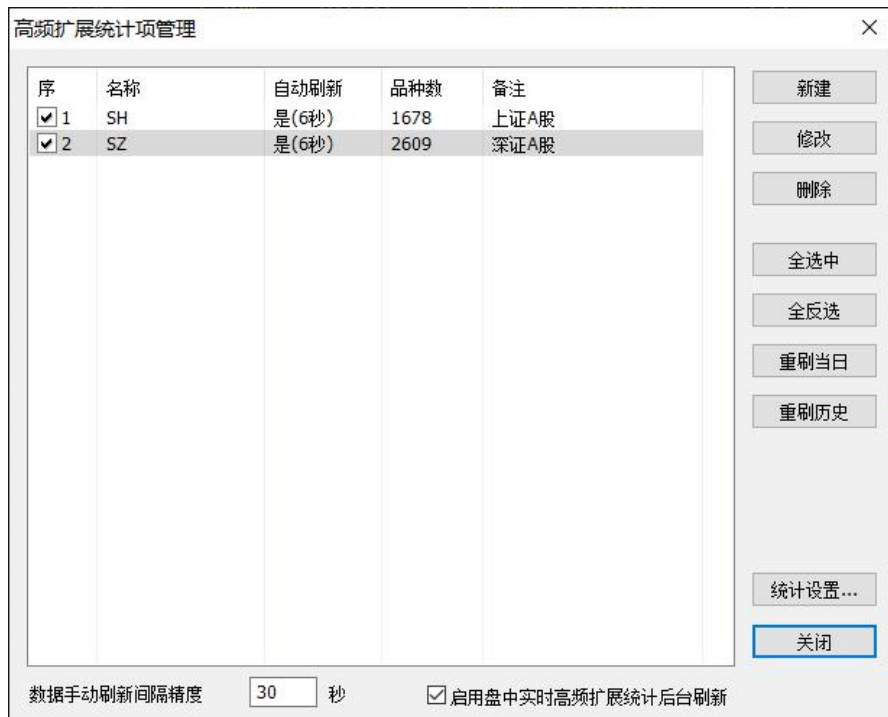 高频扩展统计项管理
序 名称 自动刷新 品种数 备注
1 SH 是(6秒) 1678 上证A股
2 SZ 是(6秒) 2609 深证A股
新建
修改
删除
全选中
全反选
重刷当日
重刷历史
统计设置...
关闭
数据手动刷新间隔精度 30 秒 启用盘中实时高频扩展统计后台刷新